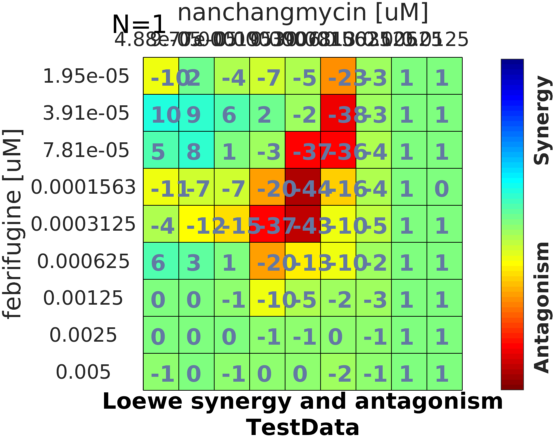 N=1
nanchangmycin [uM]
febrifugine [uM]
1.95e-05 -10 2 -4 -7 -5 -23 -3 1 1
3.91e-05 10 9 6 2 -2 -38 -3 1 1
7.81e-05 5 8 1 -3 -37 -36 -4 1 1
0.0001563 -11 -7 -7 -20 -44 -16 -4 1 0
0.0003125 -4 -12 -15 -37 -43 -10 -5 1 1
0.000625 6 3 1 -20 -13 -10 -2 1 1
0.00125 0 0 -1 -10 -5 -2 -3 1 1
0.0025 0 0 0 -1 -1 0 -1 1 1
0.005 -1 0 -1 0 0 -2 -1 1 1
Synergy
Antagonism
Loewe synergy and antagonism
TestData